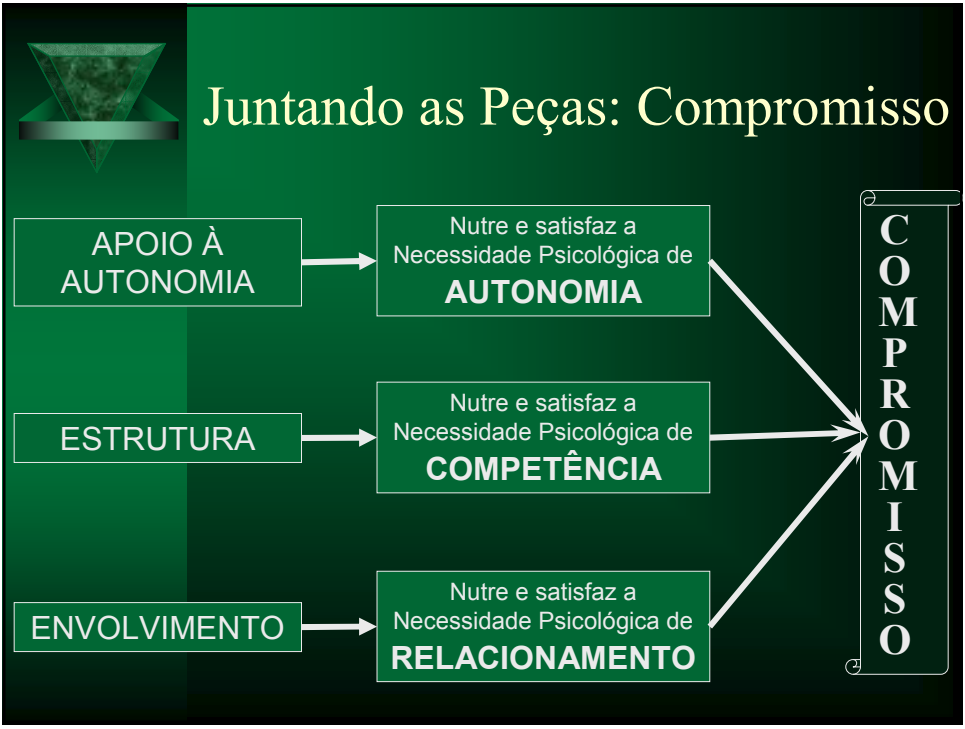 Juntando as Peças: Compromisso
APOIO À
AUTONOMIA
Nutre e satisfaz a
Necessidade Psicológica de
AUTONOMIA
ESTRUTURA
Nutre e satisfaz a
Necessidade Psicológica de
COMPETÊNCIA
ENVOLVIMENTO
Nutre e satisfaz a
Necessidade Psicológica de
RELACIONAMENTO
C
O
M
P
R
O
M
I
S
S
O